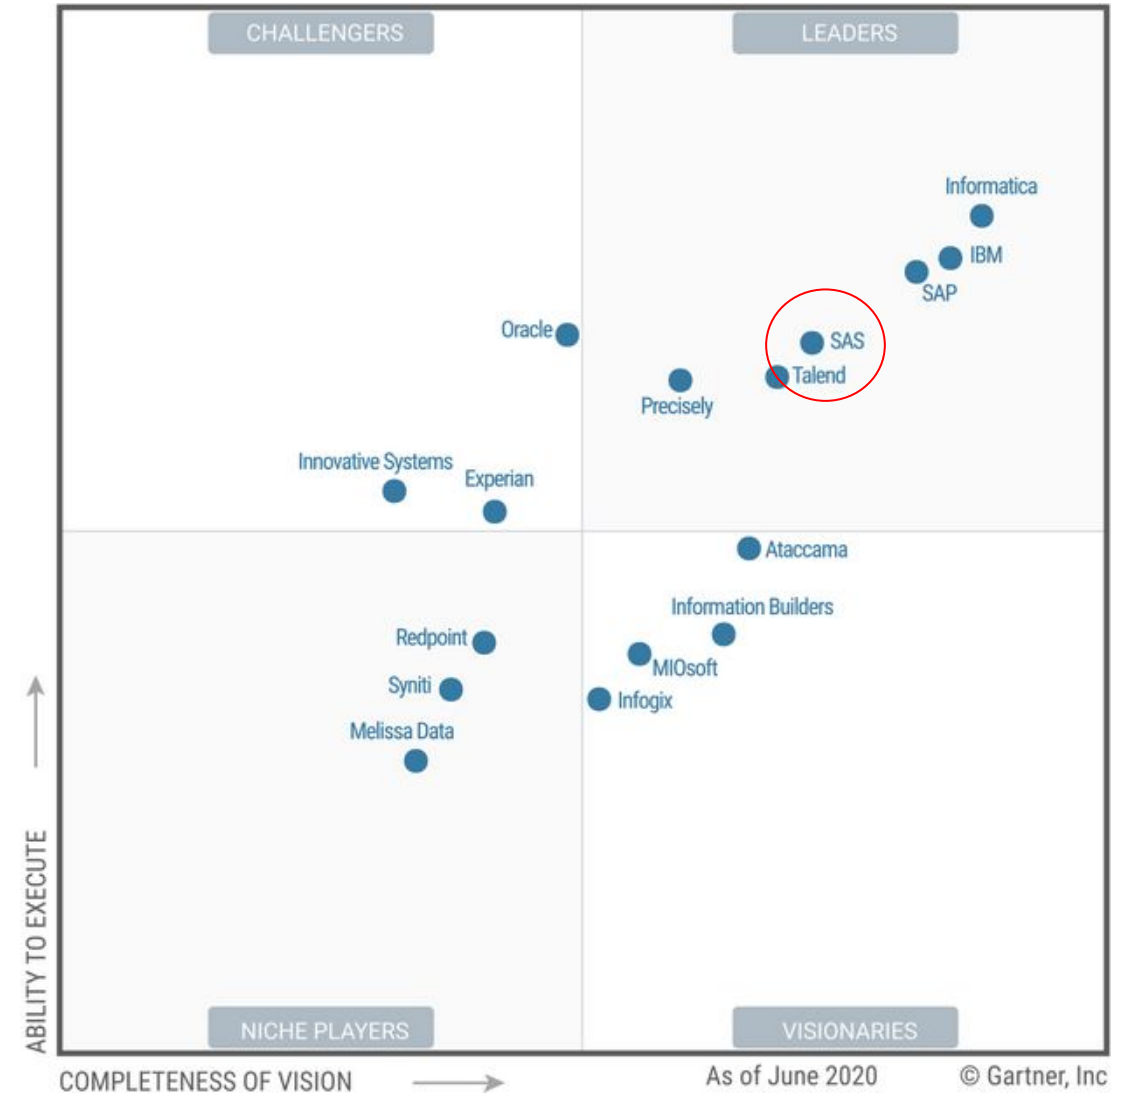 CHALLENGERS
LEADERS
Informatica
IBM
SAP
Oracle
SAS
Talend
Precisely
Innovative Systems
Experian
Ataccama
Information Builders
Redpoint
MIOsoft
Syniti
Infogix
Melissa Data
ABILITY TO EXECUTE
NICHE PLAYERS
VISIONARIES
COMPLETENESS OF VISION
As of June 2020
© Gartner, Inc